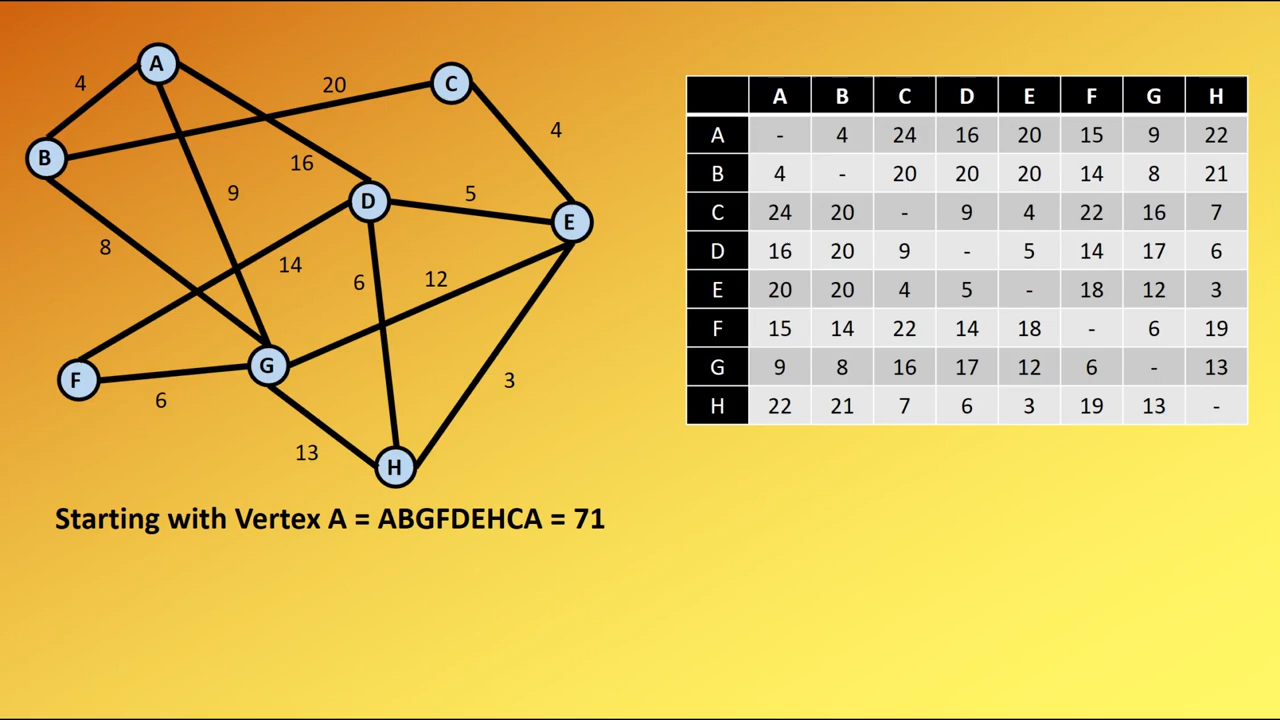 A
4
20
C
4
B
16
9
D
5
E
8
14
6
12
F
G
6
3
13
H
Starting with Vertex A = ABGFDEHCA = 71
A B C D E F G H
A - 4 24 16 20 15 9 22
B 4 - 20 20 20 14 8 21
C 24 20 - 9 4 22 16 7
D 16 20 9 - 5 14 17 6
E 20 20 4 5 - 18 12 3
F 15 14 22 14 18 - 6 19
G 9 8 16 17 12 6 - 13
H 22 21 7 6 3 19 13 -